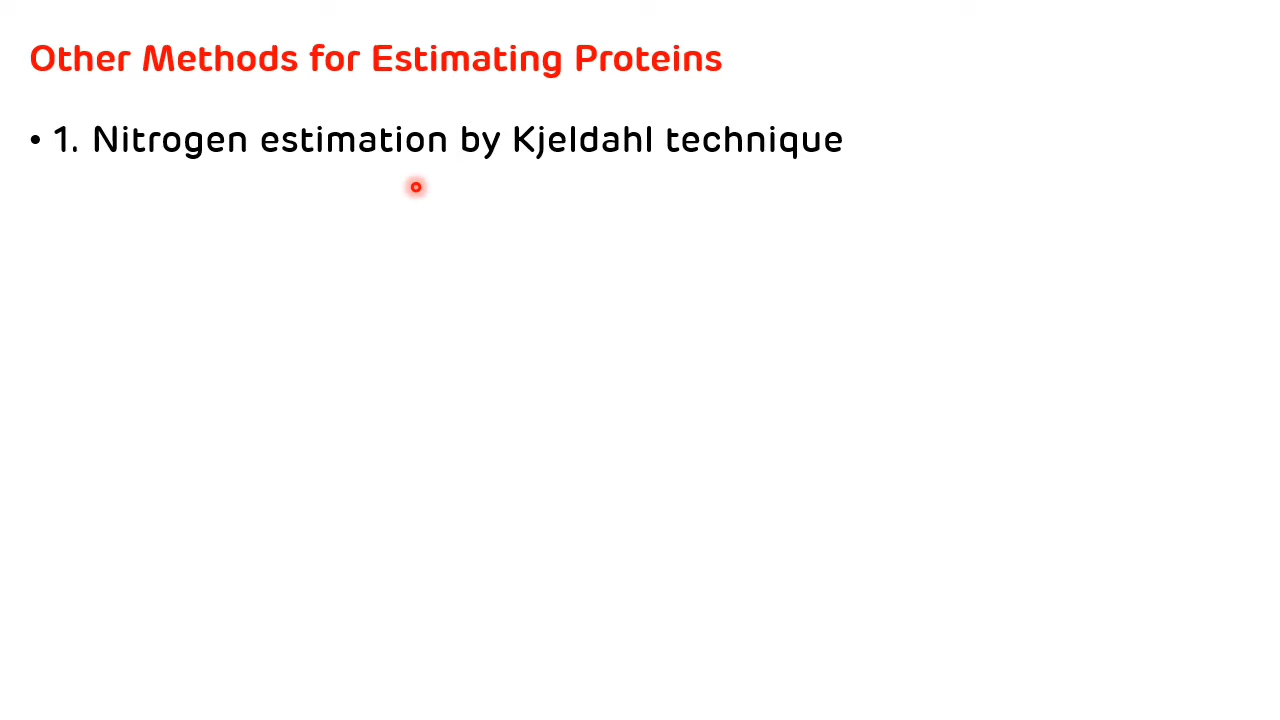 Other Methods for Estimating Proteins
• 1. Nitrogen estimation by Kjeldahl technique